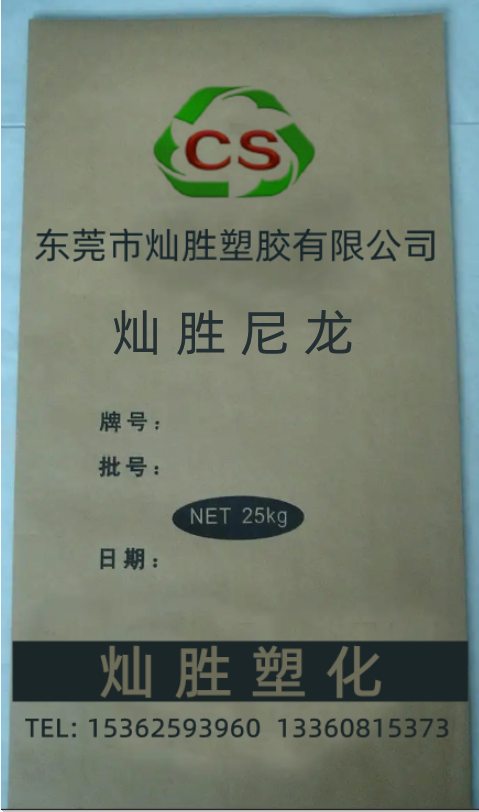 CS
东莞市灿胜塑胶有限公司
灿胜尼龙
牌号：
批号：
NET 25kg
日期：
灿胜塑化
TEL: 15362593960 13360815373